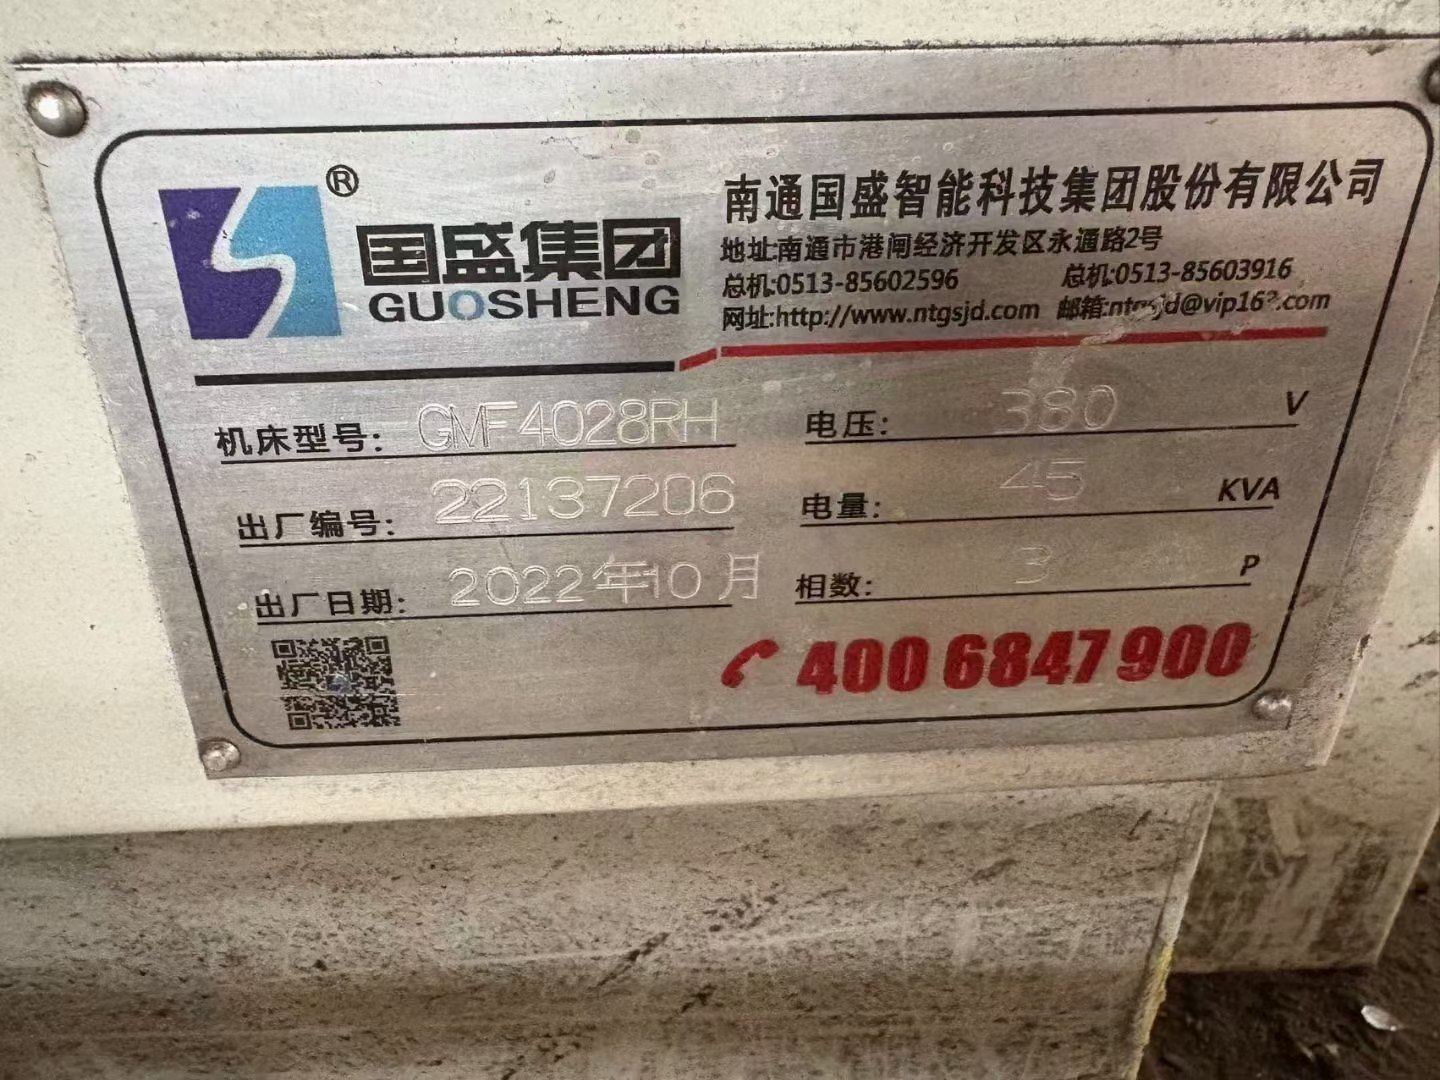 ®
国盛集团
GUOSHENG
南通国盛智能科技集团股份有限公司
地址:南通市港闸经济开发区永通路2号
总机:0513-85602596 总机:0513-85603916
网址:http://www.ntgsjd.com 邮箱:
机床型号: GMF4028RH 电压: 380 V
出厂编号: 22137206 电量: 45 KVA
出厂日期: 2022年10月 相数: 3 P
400 6847 900